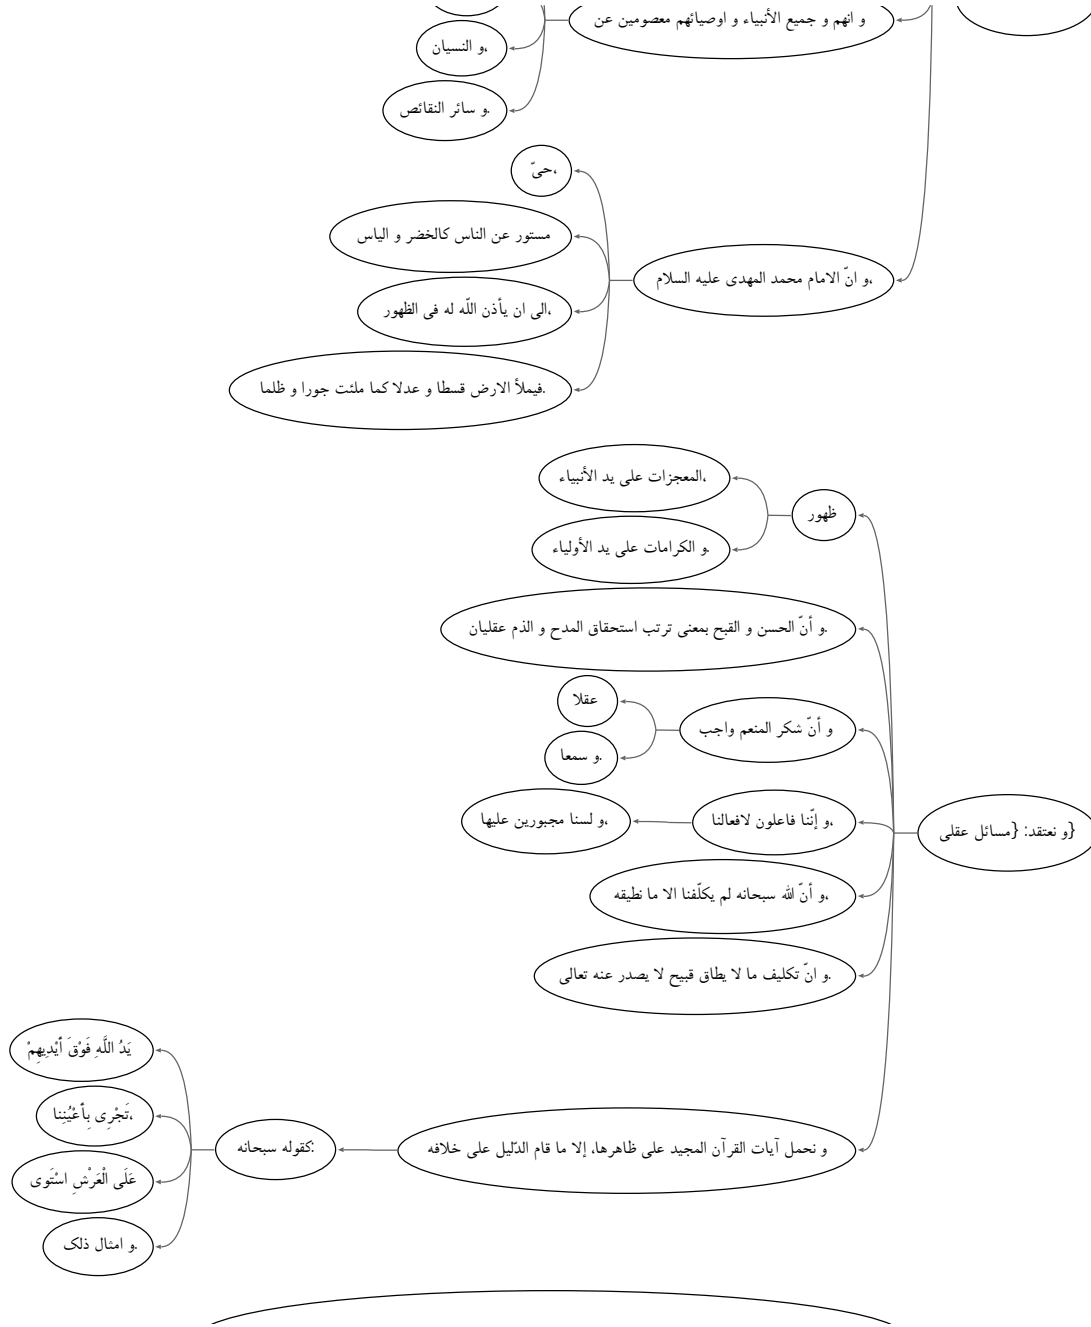 و انهم و جميع الأنبياء و اوصيائهم معصومين عن
و النسيان،
و سائر النقائص.
و انّ الامام محمد المهدى عليه السلام،
حىّ،
مستور عن الناس كالخضر و الياس
الى ان يأذن اللّه له فى الظهور،
فيملأ الارض قسطا و عدلا كما ملئت جورا و ظلما.
و نعتقد: {مسائل عقلى}
ظهور
المعجزات على يد الأنبياء،
و الكرامات على يد الأولياء.
و أنّ الحسن و القبح بمعنى ترتب استحقاق المدح و الذم عقليان.
و أنّ شكر المنعم واجب
عقلا
و سمعا.
و إنّنا فاعلون لافعالنا،
و لسنا مجبورين عليها،
و أنّ الله سبحانه لم يكلّفنا الا ما نطيقه،
و انّ تكليف ما لا يطاق قبيح لا يصدر عنه تعالى.
و نحمل آيات القرآن المجيد على ظاهرها، إلا ما قام الدّليل على خلافه
كقوله سبحانه:
يَدُ اللَّهِ فَوْقَ أَيْدِيهِمْ
تَجْرِى بِأَعْيُنِنا،
عَلَى الْعَرْشِ اسْتَوى
و امثال ذلک.